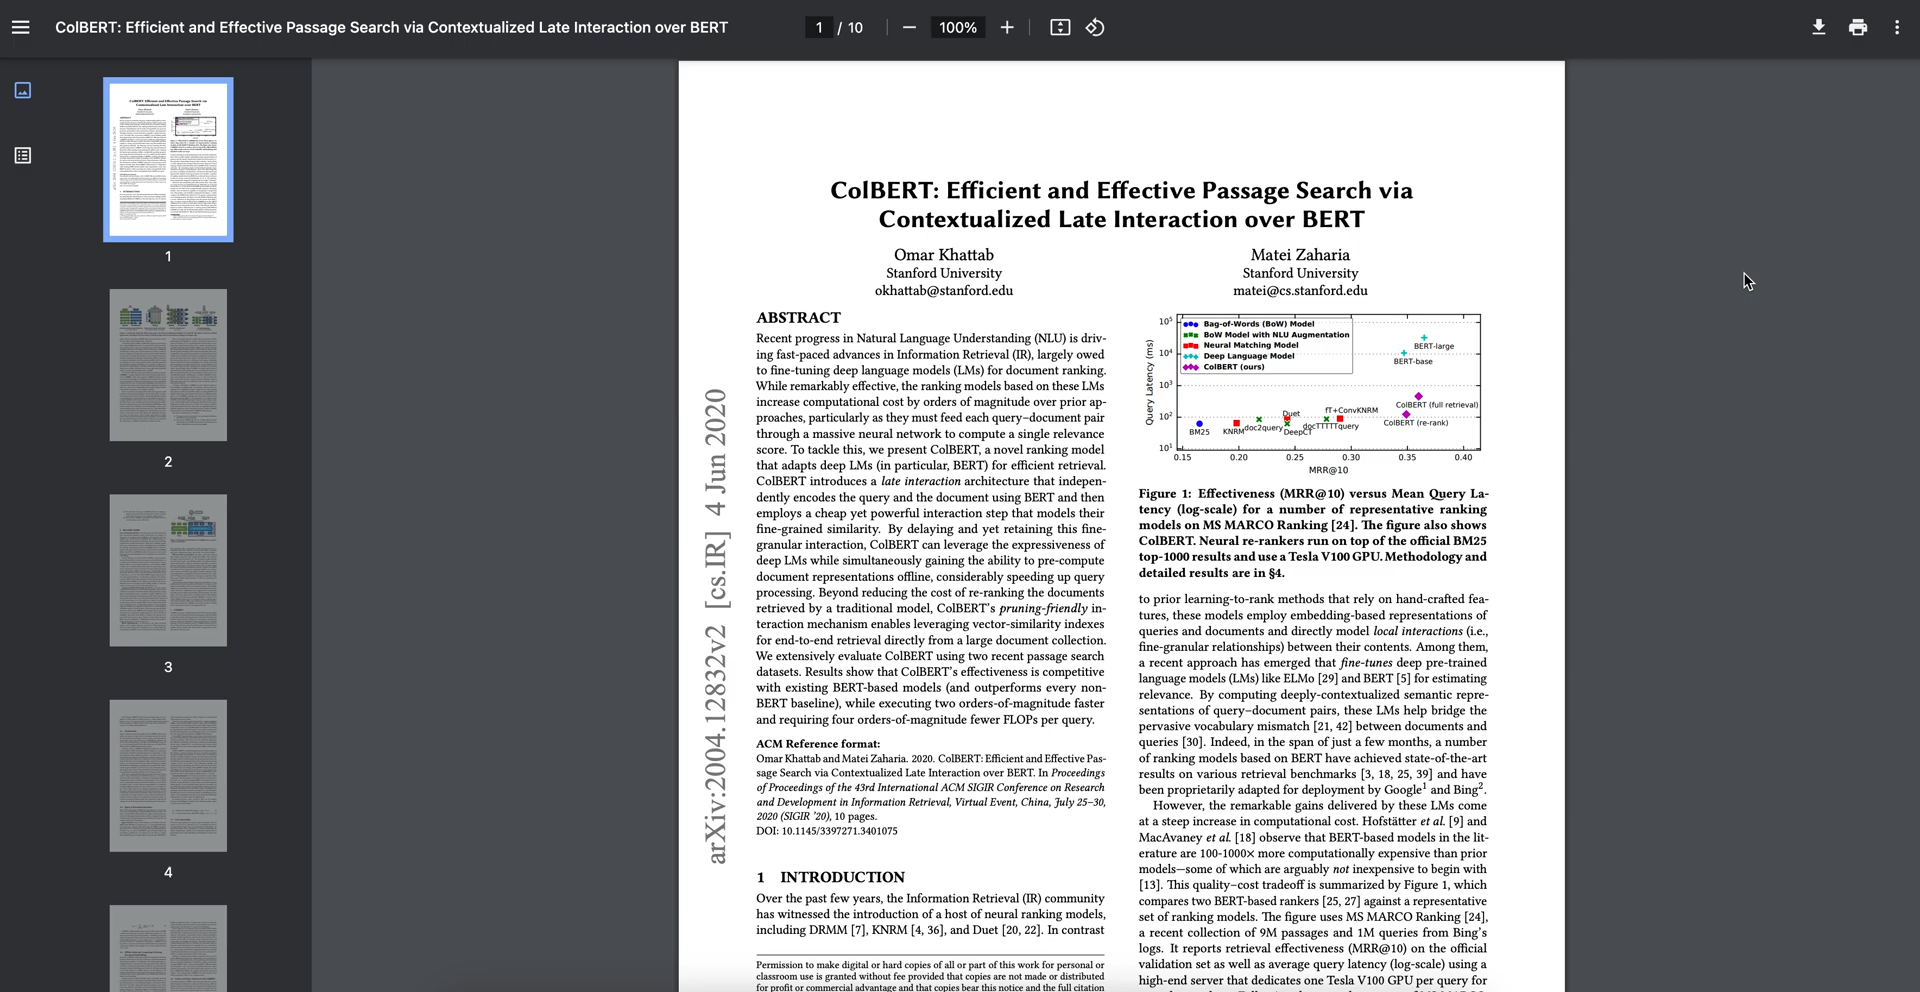 ColBERT: Efficient and Effective Passage Search via Contextualized Late Interaction over BERT
1 / 10
100%
1
2
3
4
ColBERT: Efficient and Effective Passage Search via
Contextualized Late Interaction over BERT
Omar Khattab
Stanford University
okhattab@stanford.edu
Matei Zaharia
Stanford University
matei@cs.stanford.edu
arXiv:2004.12832v2 [cs.IR] 4 Jun 2020
ABSTRACT
Recent progress in Natural Language Understanding (NLU) is driv-
ing fast-paced advances in Information Retrieval (IR), largely owed
to fine-tuning deep language models (LMs) for document ranking.
While remarkably effective, the ranking models based on these LMs
increase computational cost by orders of magnitude over prior ap-
proaches, particularly as they must feed each query–document pair
through a massive neural network to compute a single relevance
score. To tackle this, we present ColBERT, a novel ranking model
that adapts deep LMs (in particular, BERT) for efficient retrieval.
ColBERT introduces a late interaction architecture that indepen-
dently encodes the query and the document using BERT and then
employs a cheap yet powerful interaction step that models their
fine-grained similarity. By delaying and yet retaining this fine-
granular interaction, ColBERT can leverage the expressiveness of
deep LMs while simultaneously gaining the ability to pre-compute
document representations offline, considerably speeding up query
processing. Beyond reducing the cost of re-ranking the documents
retrieved by a traditional model, ColBERT's pruning-friendly in-
teraction mechanism enables leveraging vector-similarity indexes
for end-to-end retrieval directly from a large document collection.
We extensively evaluate ColBERT using two recent passage search
datasets. Results show that ColBERT's effectiveness is competitive
with existing BERT-based models (and outperforms every non-
BERT baseline), while executing two orders-of-magnitude faster
and requiring four orders-of-magnitude fewer FLOPs per query.
ACM Reference format:
Omar Khattab and Matei Zaharia. 2020. ColBERT: Efficient and Effective Pas-
sage Search via Contextualized Late Interaction over BERT. In Proceedings
of Proceedings of the 43rd International ACM SIGIR Conference on Research
and Development in Information Retrieval, Virtual Event, China, July 25–30,
2020 (SIGIR '20), 10 pages.
DOI: 10.1145/3397271.3401075
1 INTRODUCTION
Over the past few years, the Information Retrieval (IR) community
has witnessed the introduction of a host of neural ranking models,
including DRMM [7], KNRM [4, 36], and Duet [20, 22]. In contrast
Permission to make digital or hard copies of all or part of this work for personal or
classroom use is granted without fee provided that copies are not made or distributed
for profit or commercial advantage and that copies bear this notice and the full citation
Query Latency (ms)
10⁵
10⁴
10³
10²
10¹
Bag-of-Words (BoW) Model
BoW Model with NLU Augmentation
Neural Matching Model
Deep Language Model
ColBERT (ours)
BERT-large
BERT-base
ColBERT (full retrieval)
ColBERT (re-rank)
fT+ConvKNRM
Duet
BM25
KNRM
doc2query
DeepCT
docTTTTTquery
0.15 0.20 0.25 0.30 0.35 0.40
MRR@10
Figure 1: Effectiveness (MRR@10) versus Mean Query La-
tency (log-scale) for a number of representative ranking
models on MS MARCO Ranking [24]. The figure also shows
ColBERT. Neural re-rankers run on top of the official BM25
top-1000 results and use a Tesla V100 GPU. Methodology and
detailed results are in §4.
to prior learning-to-rank methods that rely on hand-crafted fea-
tures, these models employ embedding-based representations of
queries and documents and directly model local interactions (i.e.,
fine-granular relationships) between their contents. Among them,
a recent approach has emerged that fine-tunes deep pre-trained
language models (LMs) like ELMo [29] and BERT [5] for estimating
relevance. By computing deeply-contextualized semantic repre-
sentations of query–document pairs, these LMs help bridge the
pervasive vocabulary mismatch [21, 42] between documents and
queries [30]. Indeed, in the span of just a few months, a number
of ranking models based on BERT have achieved state-of-the-art
results on various retrieval benchmarks [3, 18, 25, 39] and have
been proprietarily adapted for deployment by Google¹ and Bing².
However, the remarkable gains delivered by these LMs come
at a steep increase in computational cost. Hofstätter et al. [9] and
MacAvaney et al. [18] observe that BERT-based models in the lit-
erature are 100-1000× more computationally expensive than prior
models—some of which are arguably not inexpensive to begin with
[13]. This quality–cost tradeoff is summarized by Figure 1, which
compares two BERT-based rankers [25, 27] against a representative
set of ranking models. The figure uses MS MARCO Ranking [24],
a recent collection of 9M passages and 1M queries from Bing's
logs. It reports retrieval effectiveness (MRR@10) on the official
validation set as well as average query latency (log-scale) using a
high-end server that dedicates one Tesla V100 GPU per query for